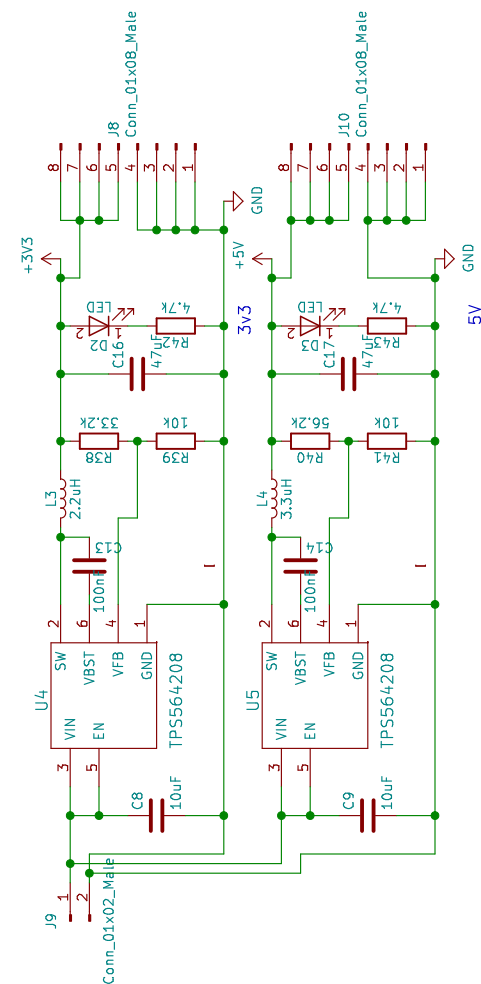 Conn_01x08_Male
J8
8
7
6
5
4
3
2
1
Conn_01x08_Male
J10
8
7
6
5
4
3
2
1
+3V3
GND
+5V
GND
LED
D2
2
1
4.7k
R42
3v3
C16
47uF
LED
D3
2
1
4.7k
R43
5V
C17
47uF
33.2k
R38
10k
R39
56.2k
R40
10k
R41
L3
2.2uH
L4
3.3uH
C13
100nF
C14
100nF
2
6
4
1
SW
VBST
VFB
GND
U4
VIN
EN
TPS564208
3
5
2
6
4
1
SW
VBST
VFB
GND
U5
VIN
EN
TPS564208
3
5
C8
10uF
C9
10uF
1
2
J9
Conn_01x02_Male